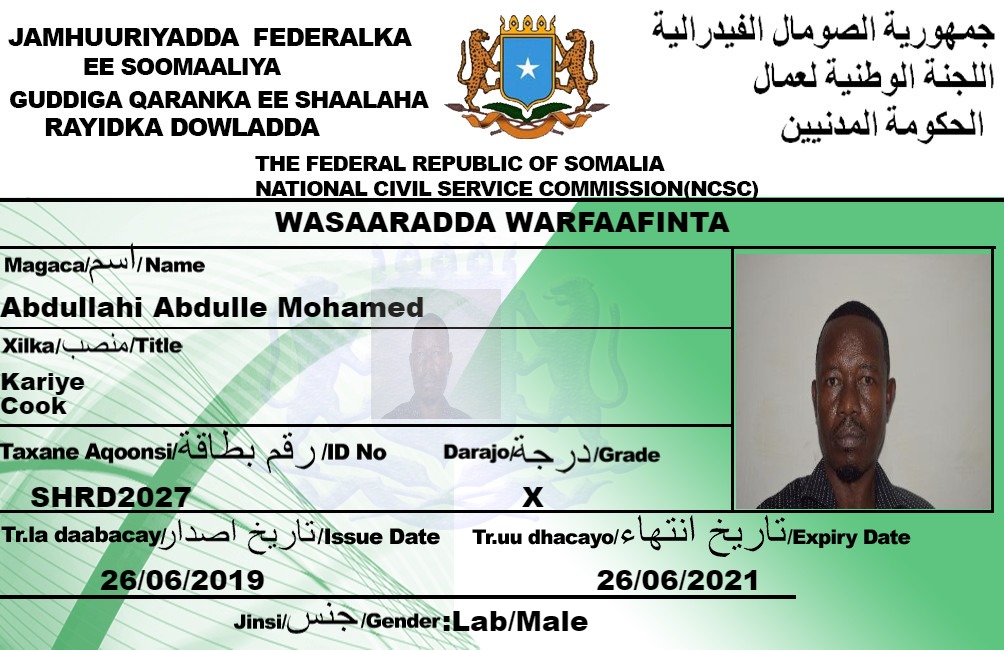 JAMHUURIYADDA FEDERALKA
EE SOOMAALIYA
GUDDIGA QARANKA EE SHAALAHA
RAYIDKA DOWLADDA
جمهورية الصومال الفيدرالية
اللجنة الوطنية لعمال
الحكومة المدنيين
THE FEDERAL REPUBLIC OF SOMALIA
NATIONAL CIVIL SERVICE COMMISSION(NCSC)
WASAARADDA WARFAAFINTA
Magaca/اسم/Name
Abdullahi Abdulle Mohamed
Xilka/منصب/Title
Kariye
Cook
Taxane Aqoonsi/رقم بطاقة/ID No
SHRD2027
Darajo/درجة/Grade
X
Tr.la daabacay/تاريخ اصدار/Issue Date
26/06/2019
Tr.uu dhacayo/تاريخ انتهاء/Expiry Date
26/06/2021
Jinsi/جنس/Gender:Lab/Male